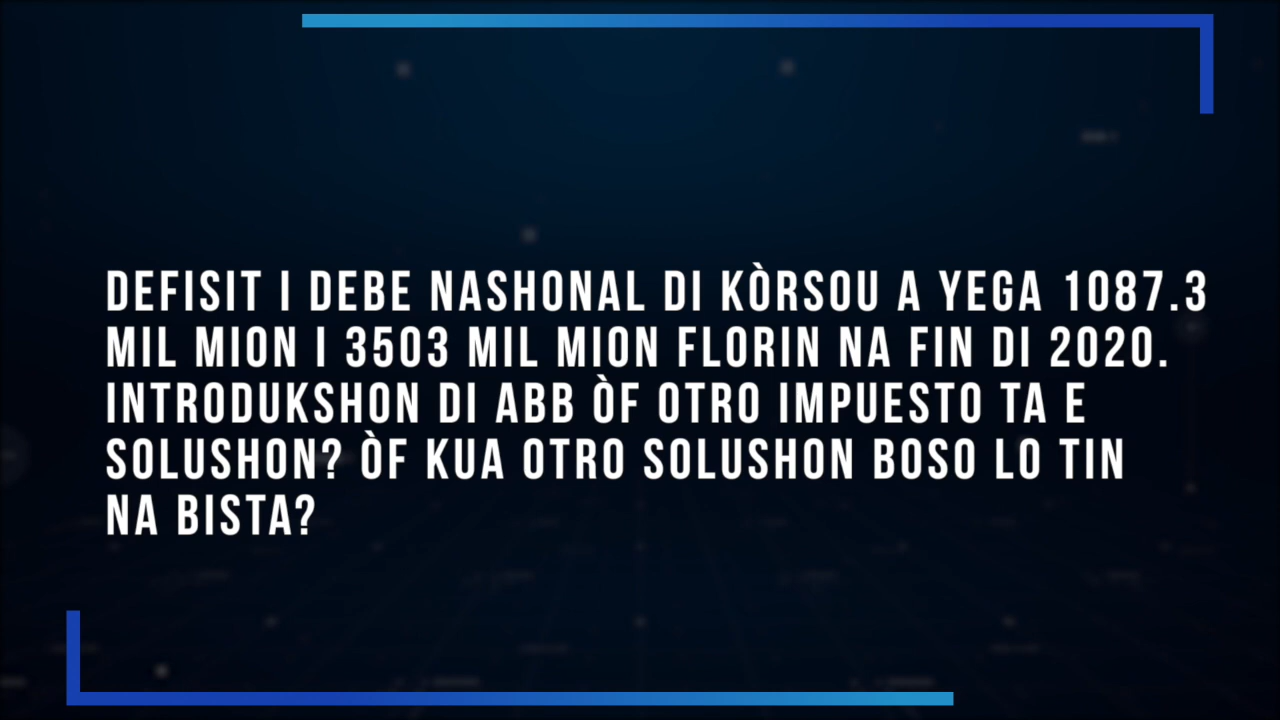 DEFISIT I DEBE NASHONAL DI KÒRSOU A YEGA 1087.3
MIL MION I 3503 MIL MION FLORIN NA FIN DI 2020.
INTRODUKSHON DI ABB ÒF OTRO IMPUESTO TA E
SOLUSHON? ÒF KUA OTRO SOLUSHON BOSO LO TIN
NA BISTA?